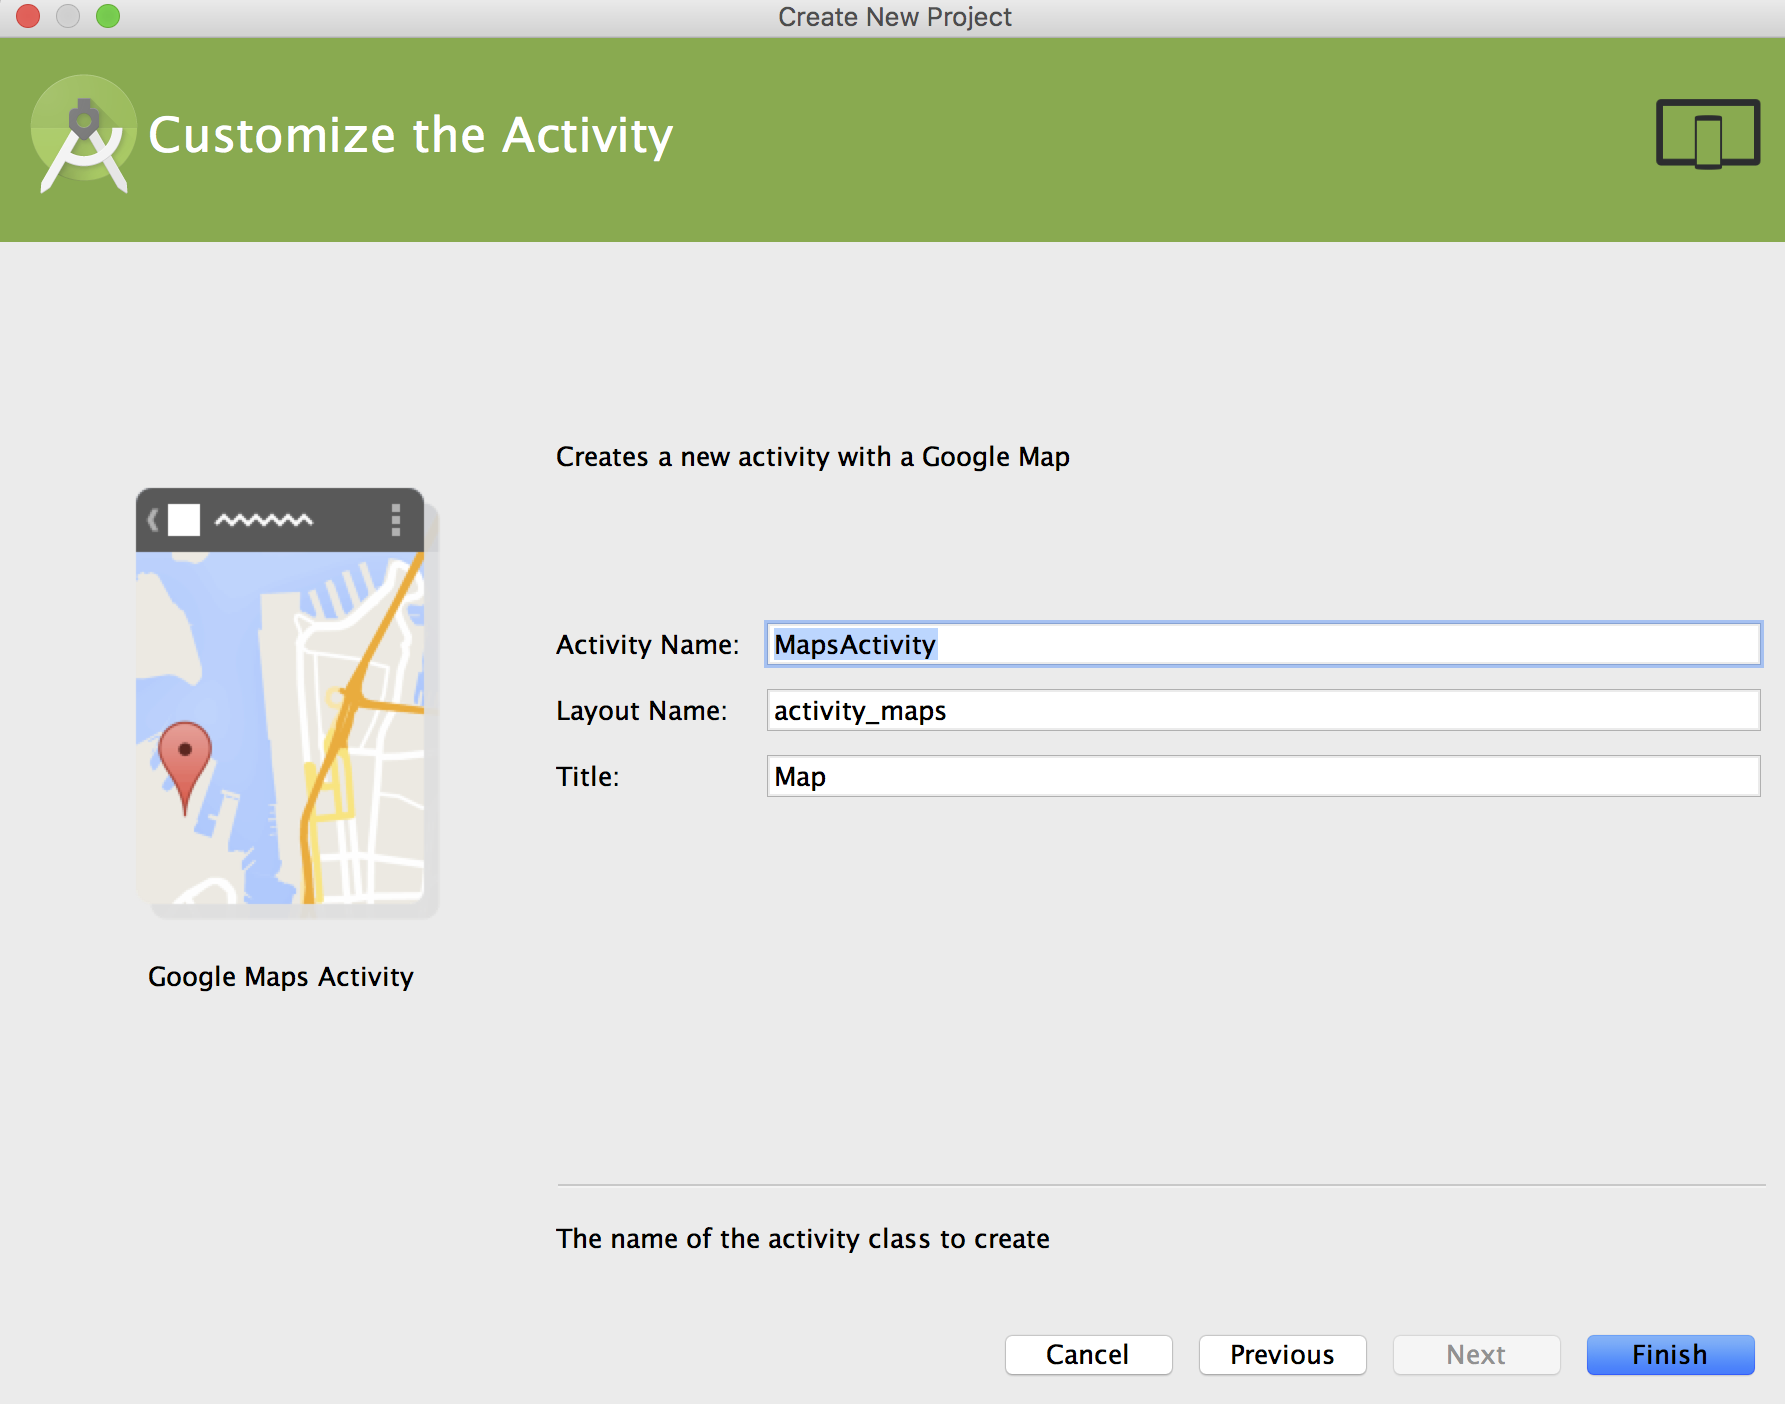 Create New Project
Customize the Activity
Creates a new activity with a Google Map
Activity Name: MapsActivity
Layout Name: activity_maps
Title: Map
Google Maps Activity
The name of the activity class to create
Cancel Previous Next Finish